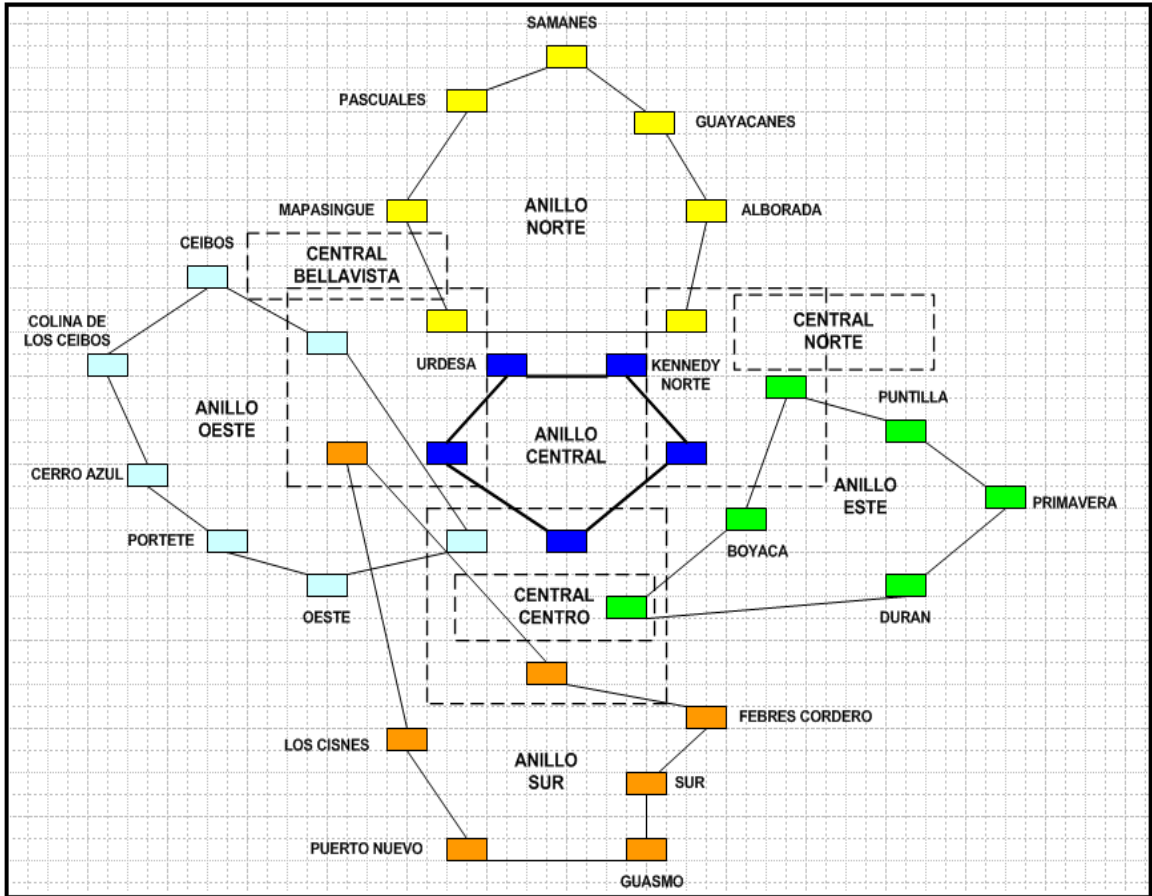 SAMANES
PASCUALES
GUAYACANES
MAPASINGUE
ANILLO
NORTE
ALBORADA
CEIBOS
CENTRAL
BELLAVISTA
COLINA DE
LOS CEIBOS
CENTRAL
NORTE
URDESA
KENNEDY
NORTE
PUNTILLA
ANILLO
OESTE
ANILLO
CENTRAL
CERRO AZUL
ANILLO
ESTE
PRIMAVERA
PORTETE
BOYACA
OESTE
CENTRAL
CENTRO
DURAN
FEBRES CORDERO
LOS CISNES
ANILLO
SUR
SUR
PUERTO NUEVO
GUASMO